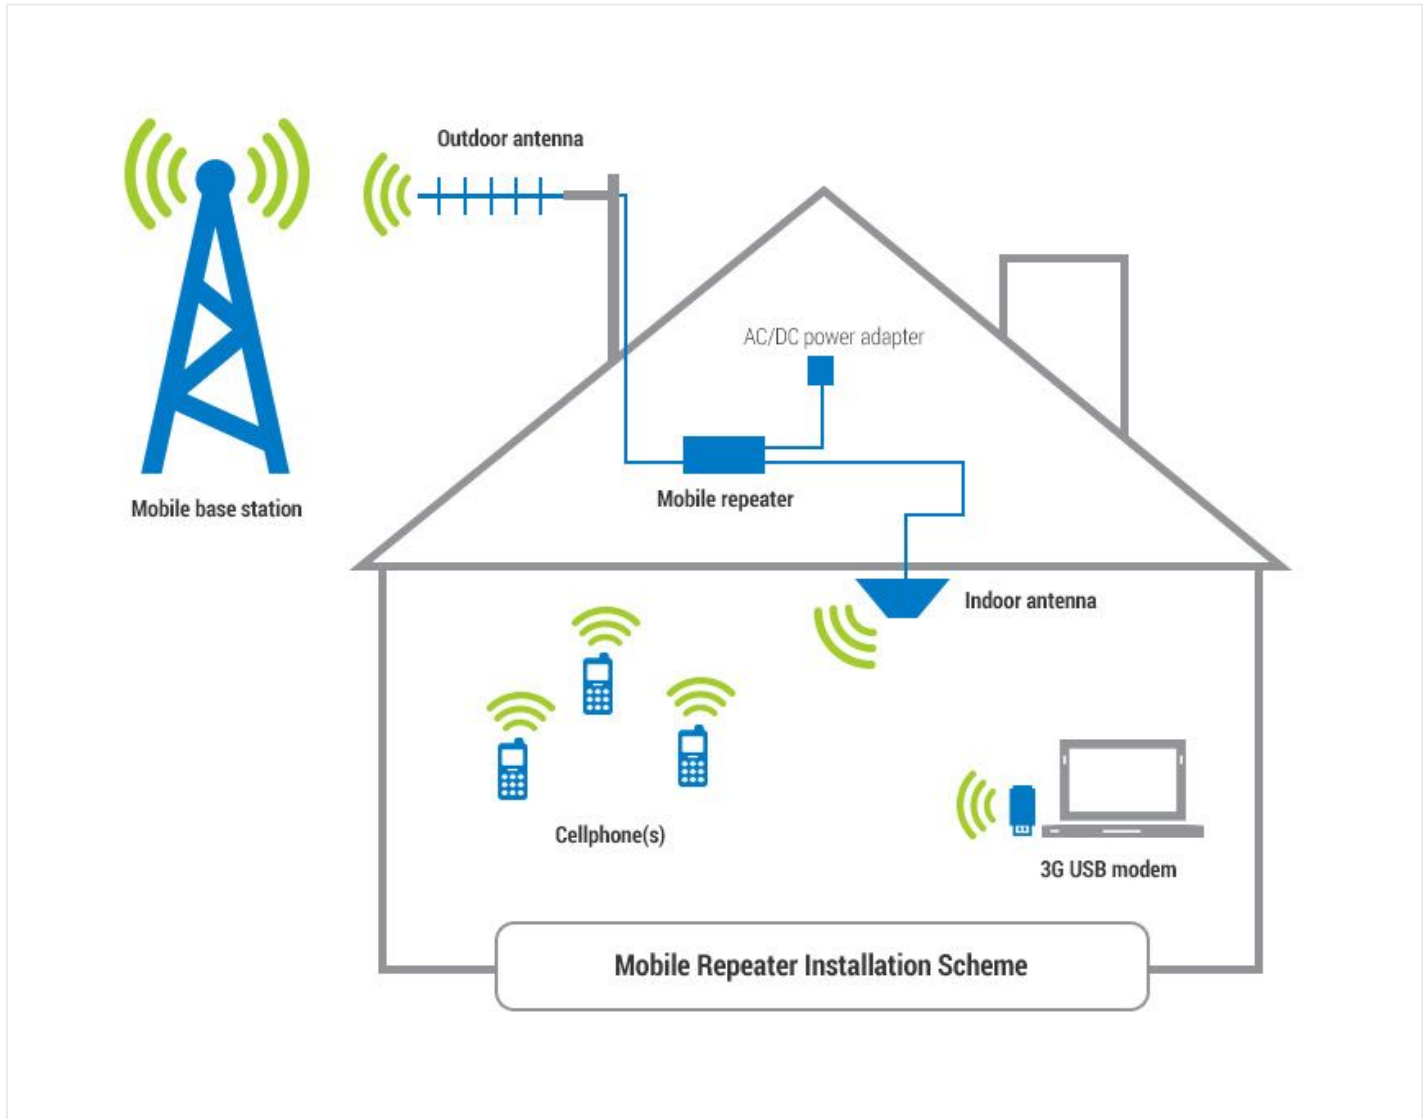 Outdoor antenna
AC/DC power adapter
Mobile base station
Mobile repeater
Indoor antenna
Cellphone(s)
3G USB modem
Mobile Repeater Installation Scheme